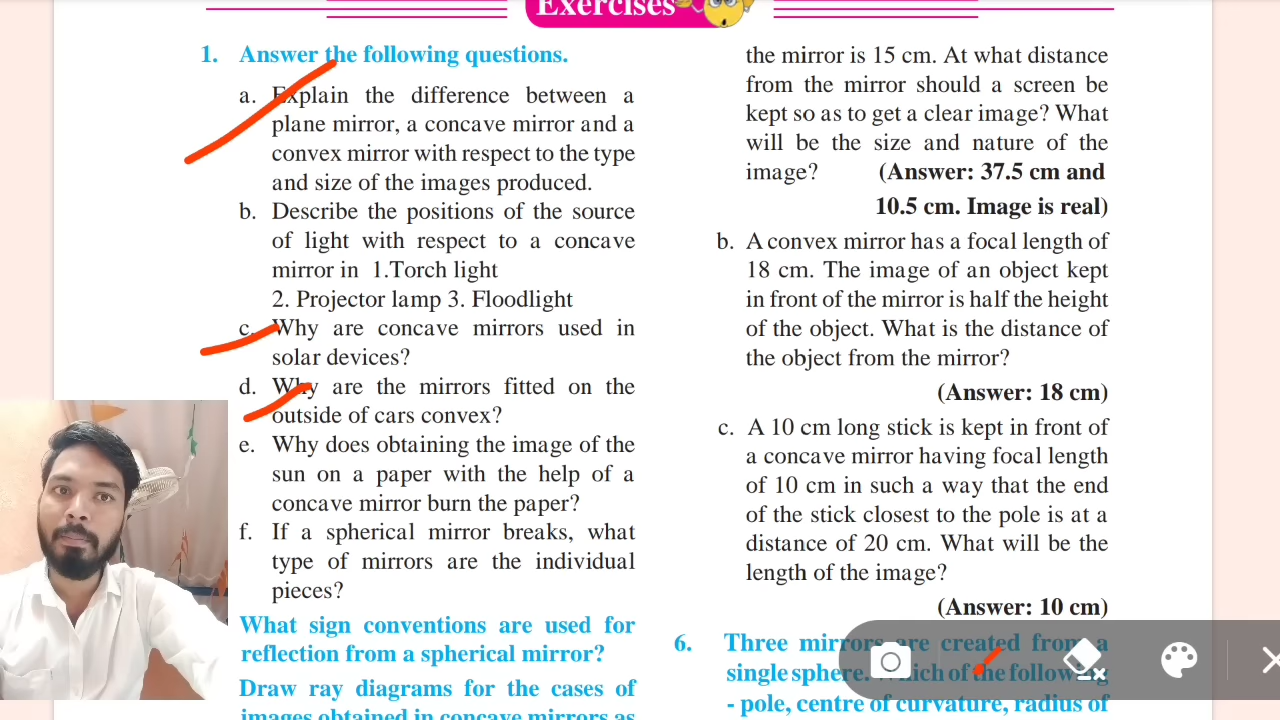 Exercises
1. Answer the following questions.
a. Explain the difference between a
plane mirror, a concave mirror and a
convex mirror with respect to the type
and size of the images produced.
b. Describe the positions of the source
of light with respect to a concave
mirror in 1.Torch light
2. Projector lamp 3. Floodlight
c. Why are concave mirrors used in
solar devices?
d. Why are the mirrors fitted on the
outside of cars convex?
e. Why does obtaining the image of the
sun on a paper with the help of a
concave mirror burn the paper?
f. If a spherical mirror breaks, what
type of mirrors are the individual
pieces?
What sign conventions are used for
reflection from a spherical mirror?
Draw ray diagrams for the cases of
images obtained in concave mirrors as
the mirror is 15 cm. At what distance
from the mirror should a screen be
kept so as to get a clear image? What
will be the size and nature of the
image? (Answer: 37.5 cm and
10.5 cm. Image is real)
b. A convex mirror has a focal length of
18 cm. The image of an object kept
in front of the mirror is half the height
of the object. What is the distance of
the object from the mirror?
(Answer: 18 cm)
c. A 10 cm long stick is kept in front of
a concave mirror having focal length
of 10 cm in such a way that the end
of the stick closest to the pole is at a
distance of 20 cm. What will be the
length of the image?
(Answer: 10 cm)
6. Three mirrors are created from a
single sphere. Which of the following
- pole, centre of curvature, radius of